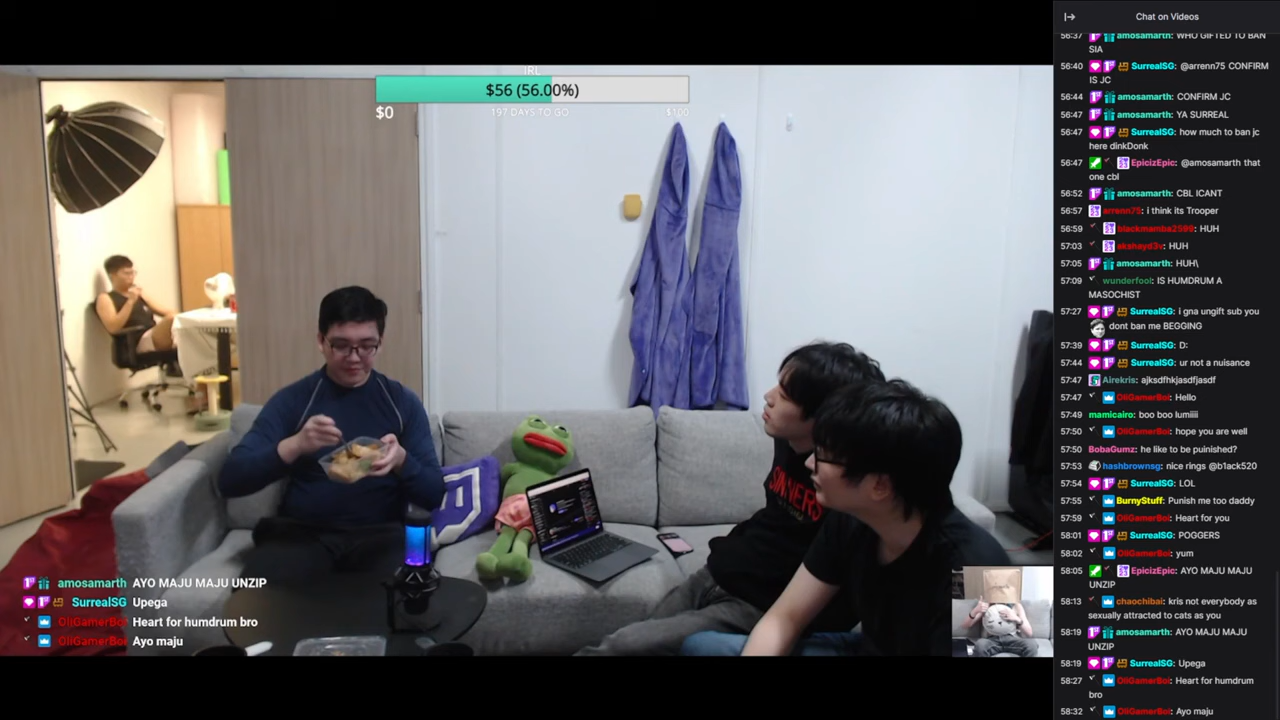 IRL
$56 (56.00%)
$0
197 DAYS TO GO
$100
SINNERS
amosamarth AYO MAJU MAJU UNZIP
SurrealSG Upega
OliGamerBoi Heart for humdrum bro
OliGamerBoi Ayo maju
Chat on Videos
56:37 amosamarth: WHO GIFTED TO BAN
SIA
56:40 SurrealSG: @arrenn75 CONFIRM
IS JC
56:44 amosamarth: CONFIRM JC
56:47 amosamarth: YA SURREAL
56:47 SurrealSG: how much to ban jc
here dinkDonk
56:47 EpicizEpic: @amosamarth that
one cbl
56:52 amosamarth: CBL ICANT
56:57 arrenn75: i think its Trooper
56:59 blackmamba2598: HUH
57:03 akshayd3v: HUH
57:05 amosamarth: HUH\
57:09 wunderfool: IS HUMDRUM A
MASOCHIST
57:27 SurrealSG: i gna ungift sub you
dont ban me BEGGING
57:39 SurrealSG: D:
57:44 SurrealSG: ur not a nuisance
57:47 Airekris: ajksdfhkjasdfjasdf
57:47 OliGamerBoi: Hello
57:49 mamicairo: boo boo lumiiii
57:50 OliGamerBoi: hope you are well
57:50 BobaGumz: he like to be puinished?
57:53 hashbrownsg: nice rings @b1ack520
57:54 SurrealSG: LOL
57:55 BurnyStuff: Punish me too daddy
57:59 OliGamerBoi: Heart for you
58:01 SurrealSG: POGGERS
58:02 OliGamerBoi: yum
58:05 EpicizEpic: AYO MAJU MAJU
UNZIP
58:13 chaochibai: kris not everybody as
sexually attracted to cats as you
58:19 amosamarth: AYO MAJU MAJU
UNZIP
58:19 SurrealSG: Upega
58:27 OliGamerBoi: Heart for humdrum
bro
58:32 OliGamerBoi: Ayo maju